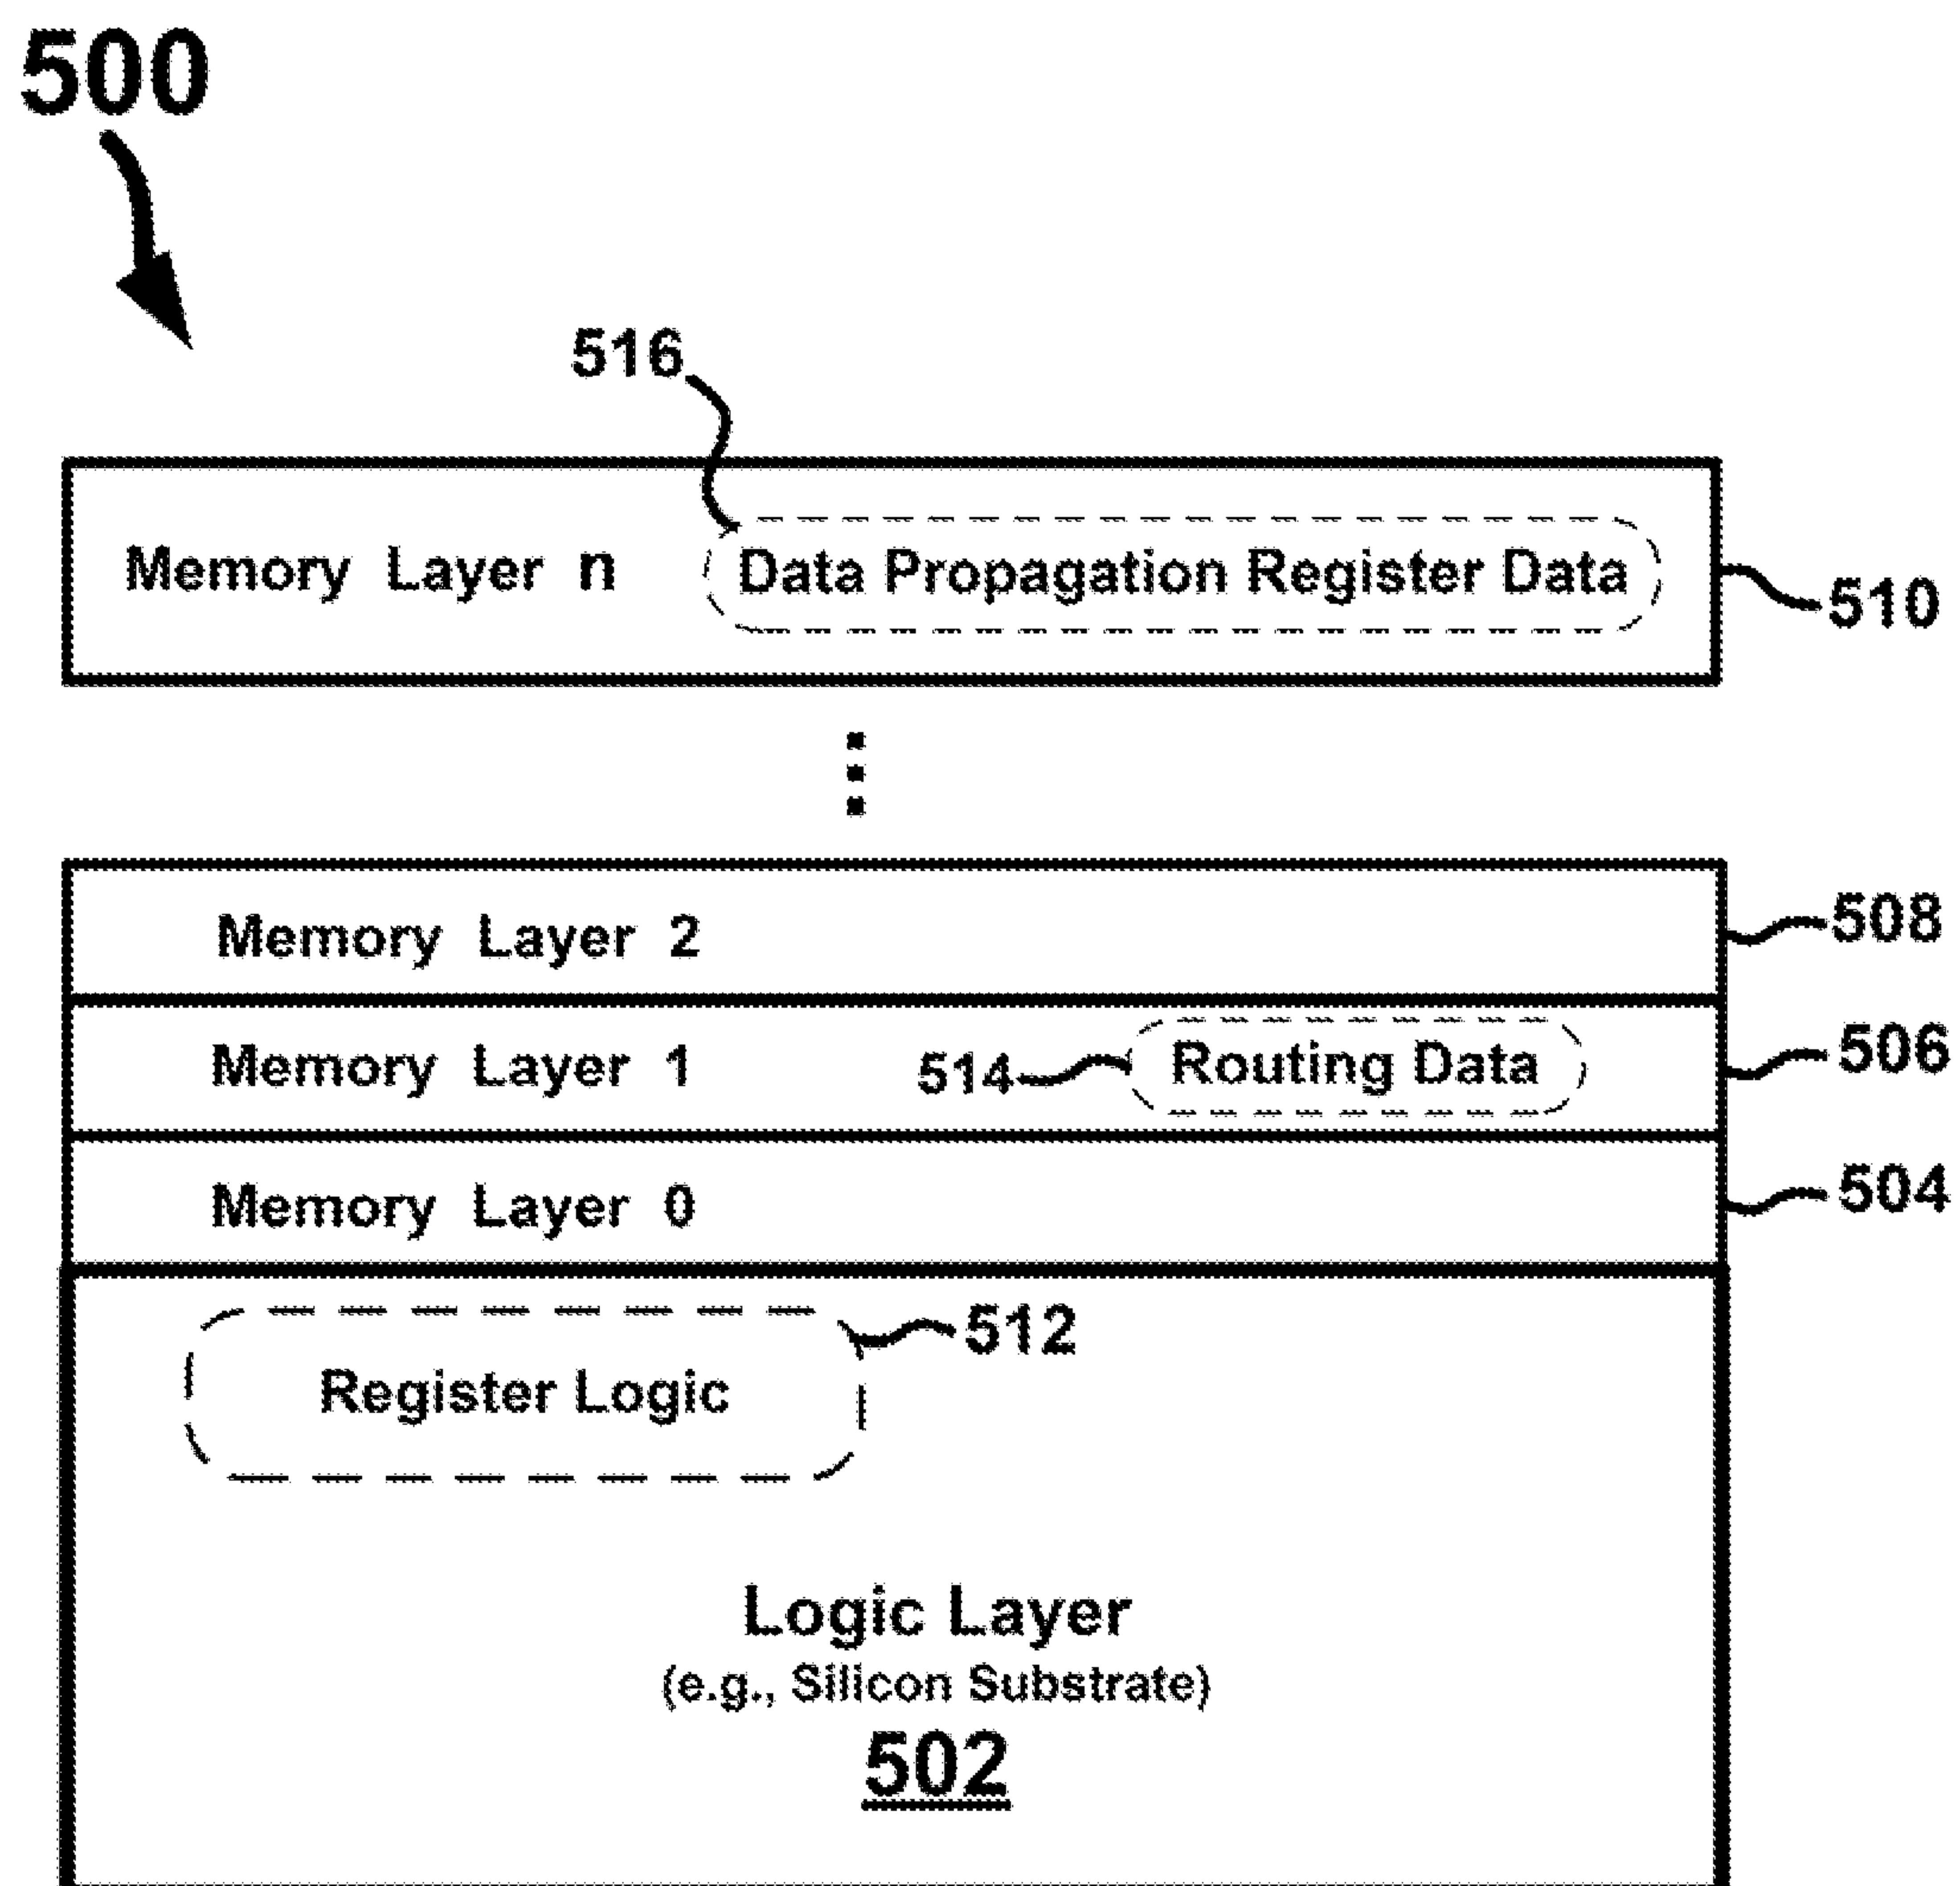 500
516
Memory Layer n Data Propagation Register Data 510
Memory Layer 2 508
Memory Layer 1 514 Routing Data 506
Memory Layer 0 504
512
Register Logic
Logic Layer
(e.g., Silicon Substrate)
502